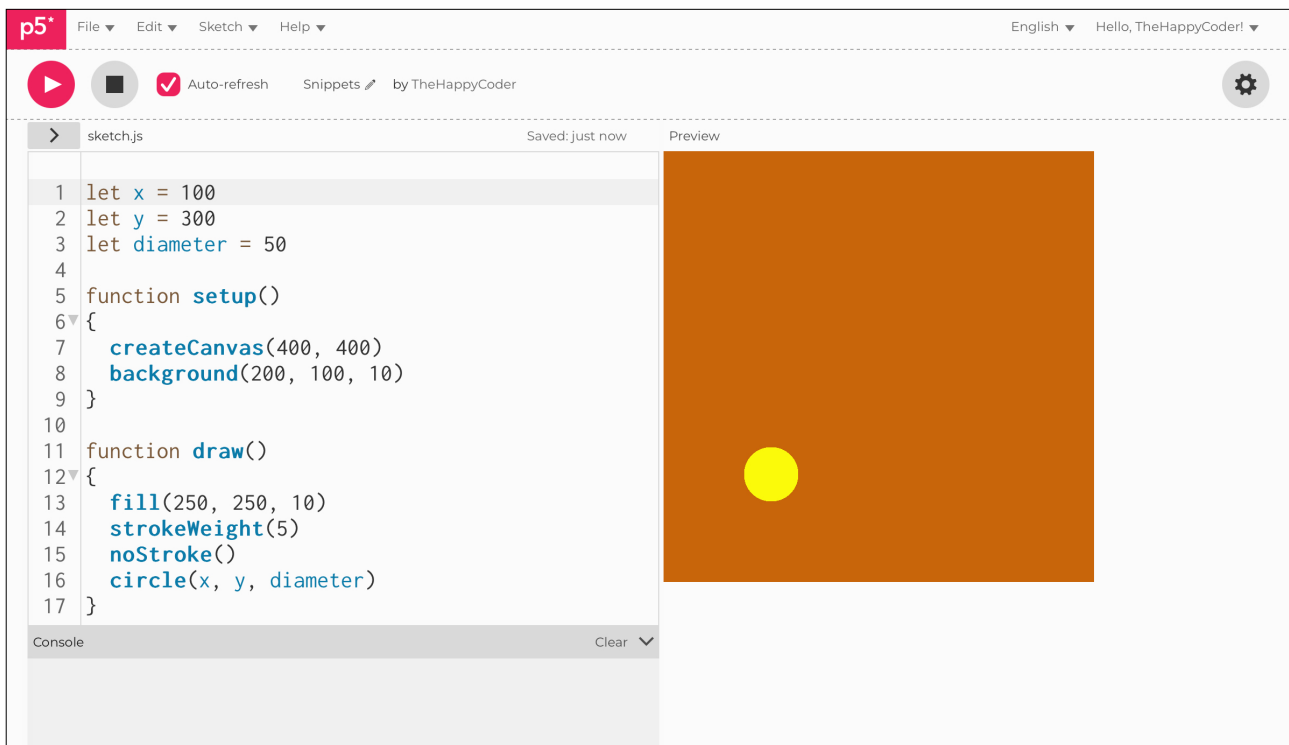 p5* File Edit Sketch Help English Hello, TheHappyCoder!
Auto-refresh Snippets by TheHappyCoder
sketch.js Saved: just now Preview
1 let x = 100
2 let y = 300
3 let diameter = 50
4
5 function setup()
6 {
7 createCanvas(400, 400)
8 background(200, 100, 10)
9 }
10
11 function draw()
12 {
13 fill(250, 250, 10)
14 strokeWeight(5)
15 noStroke()
16 circle(x, y, diameter)
17 }
Console Clear